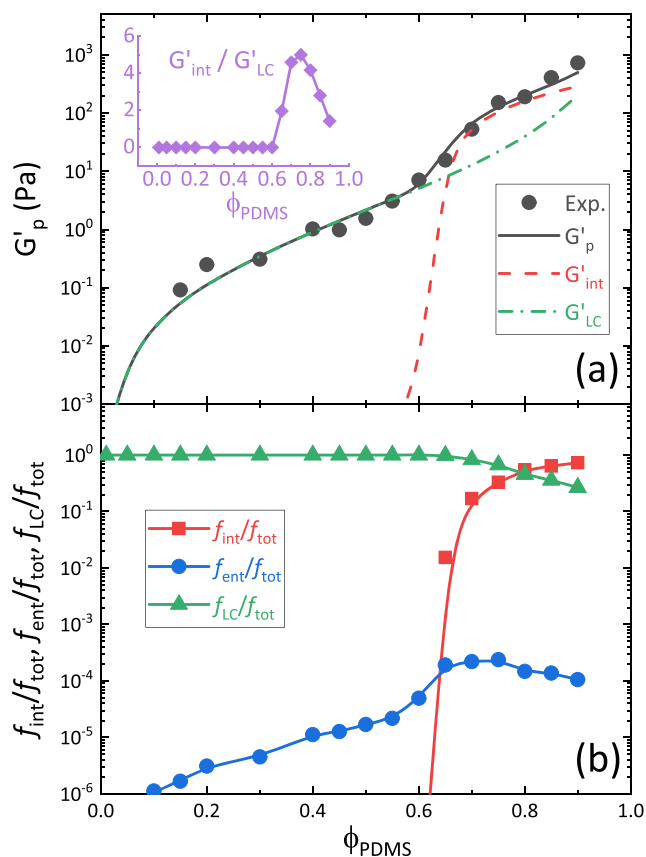 6
4
2
0
0.0 0.2 0.4 0.6 0.8 1.0
ϕPDMS
G'int / G'LC
10³
10²
10¹
10⁰
10⁻¹
10⁻²
10⁻³
G'p (Pa)
Exp.
G'p
G'int
G'LC
(a)
10⁰
10⁻¹
10⁻²
10⁻³
10⁻⁴
10⁻⁵
10⁻⁶
fint/ftot, fent/ftot, fLC/ftot
fint/ftot
fent/ftot
fLC/ftot
(b)
0.0 0.2 0.4 0.6 0.8 1.0
ϕPDMS